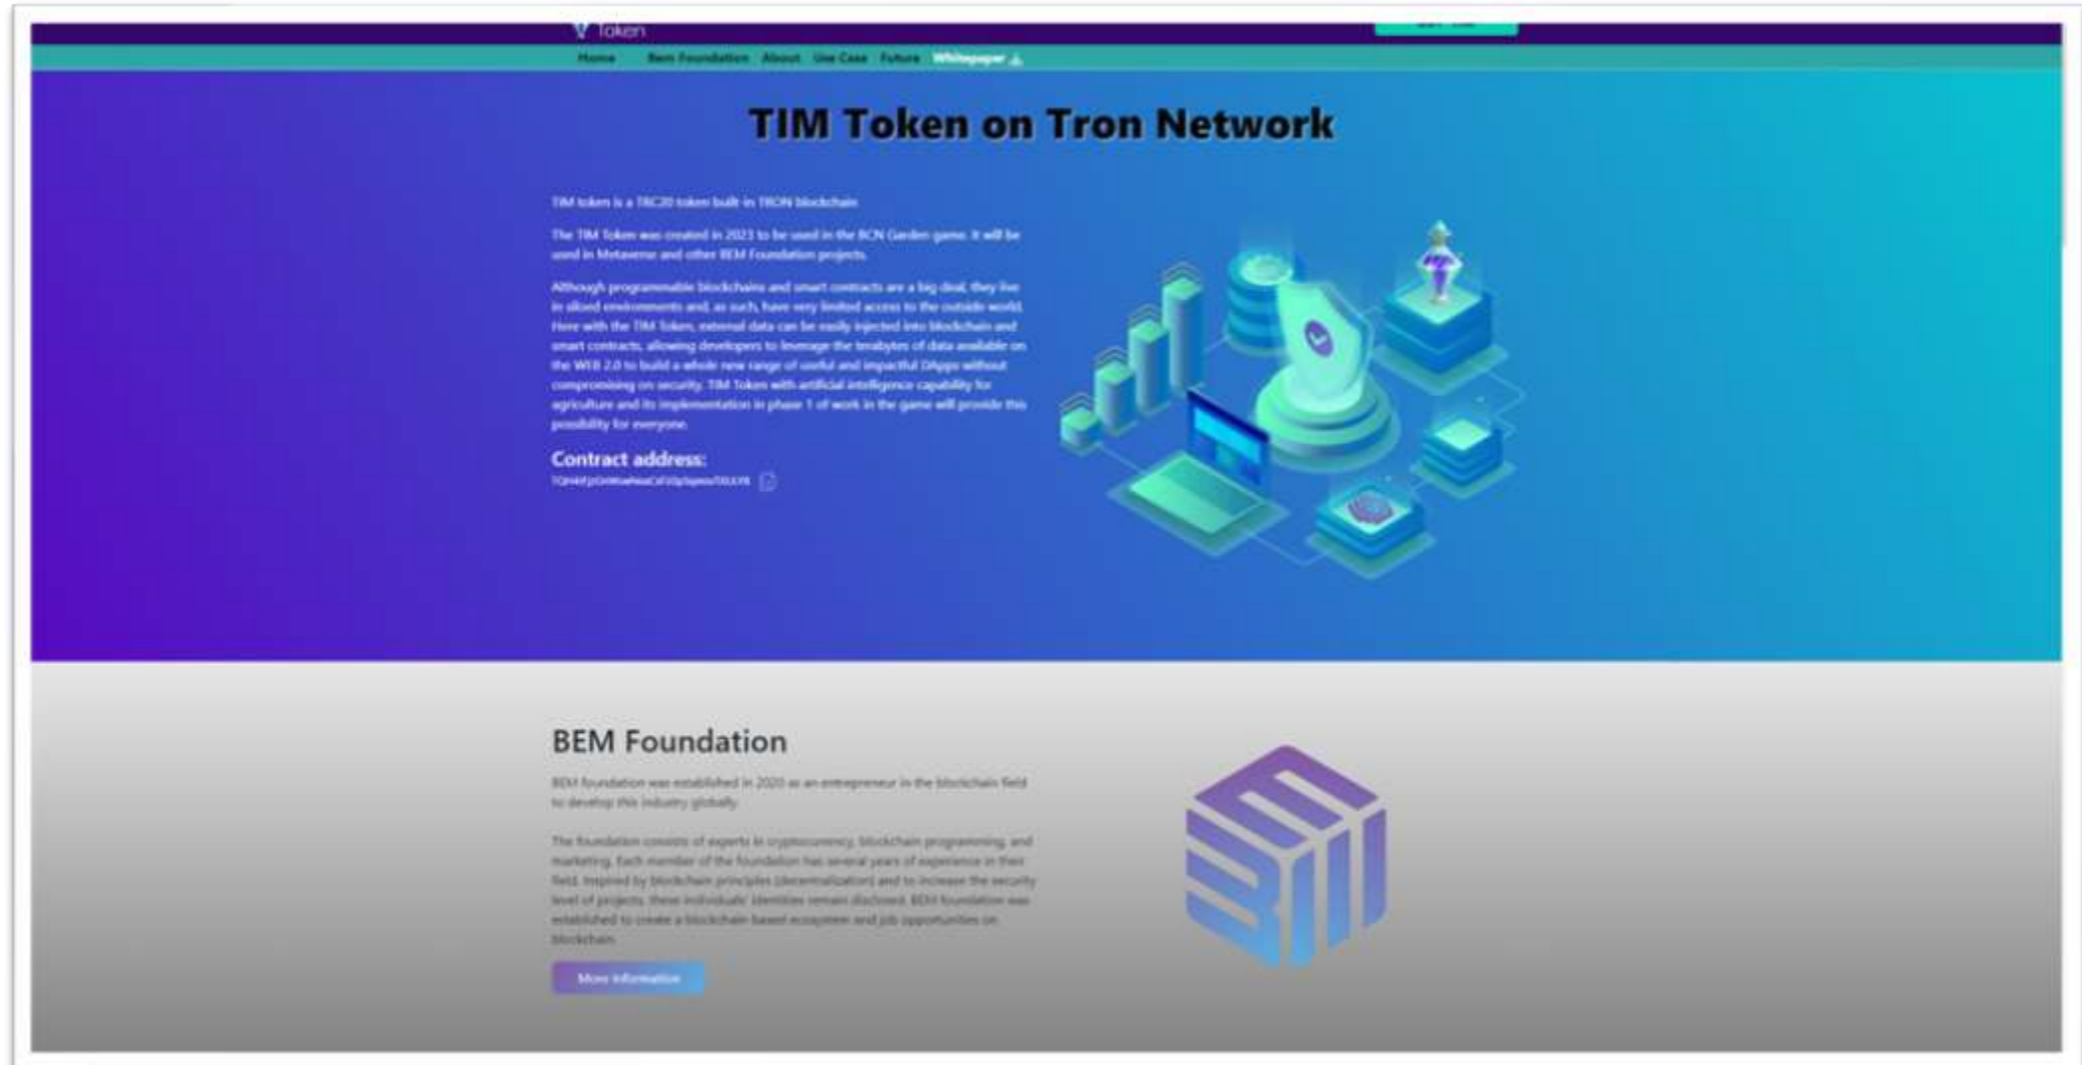 Token
Home Bem Foundation About Use Case Future Whitepaper
TIM Token on Tron Network
TIM token is a TRC20 token built in TRON blockchain
The TIM Token was created in 2023 to be used in the BCN Garden game. It will be
used in Metaverse and other BEM Foundation projects.
Although programmable blockchains and smart contracts are a big deal, they live
in siloed environments and, as such, have very limited access to the outside world.
Here with the TIM Token, external data can be easily injected into blockchain and
smart contracts, allowing developers to leverage the terabytes of data available on
the WEB 2.0 to build a whole new range of useful and impactful DApps without
compromising on security. TIM Token with artificial intelligence capability for
agriculture and its implementation in phase 1 of work in the game will provide this
possibility for everyone.
Contract address:
BEM Foundation
BEM foundation was established in 2020 as an entrepreneur in the blockchain field
to develop this industry globally.
The foundation consists of experts in cryptocurrency, blockchain programming, and
marketing. Each member of the foundation has several years of experience in their
field. Inspired by blockchain principles (decentralization) and to increase the security
level of projects, these individuals' identities remain disclosed. BEM foundation was
established to create a blockchain based ecosystem and job opportunities on
blockchain.
More Information